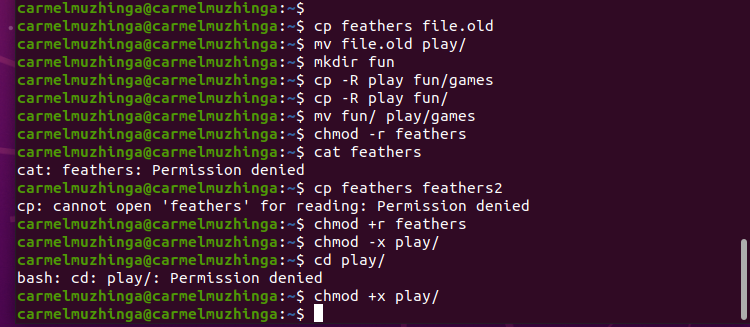 carmelmuzhinga@carmelmuzhinga:~$
carmelmuzhinga@carmelmuzhinga:~$ cp feathers file.old
carmelmuzhinga@carmelmuzhinga:~$ mv file.old play/
carmelmuzhinga@carmelmuzhinga:~$ mkdir fun
carmelmuzhinga@carmelmuzhinga:~$ cp -R play fun/games
carmelmuzhinga@carmelmuzhinga:~$ cp -R play fun/
carmelmuzhinga@carmelmuzhinga:~$ mv fun/ play/games
carmelmuzhinga@carmelmuzhinga:~$ chmod -r feathers
carmelmuzhinga@carmelmuzhinga:~$ cat feathers
cat: feathers: Permission denied
carmelmuzhinga@carmelmuzhinga:~$ cp feathers feathers2
cp: cannot open 'feathers' for reading: Permission denied
carmelmuzhinga@carmelmuzhinga:~$ chmod +r feathers
carmelmuzhinga@carmelmuzhinga:~$ chmod -x play/
carmelmuzhinga@carmelmuzhinga:~$ cd play/
bash: cd: play/: Permission denied
carmelmuzhinga@carmelmuzhinga:~$ chmod +x play/
carmelmuzhinga@carmelmuzhinga:~$